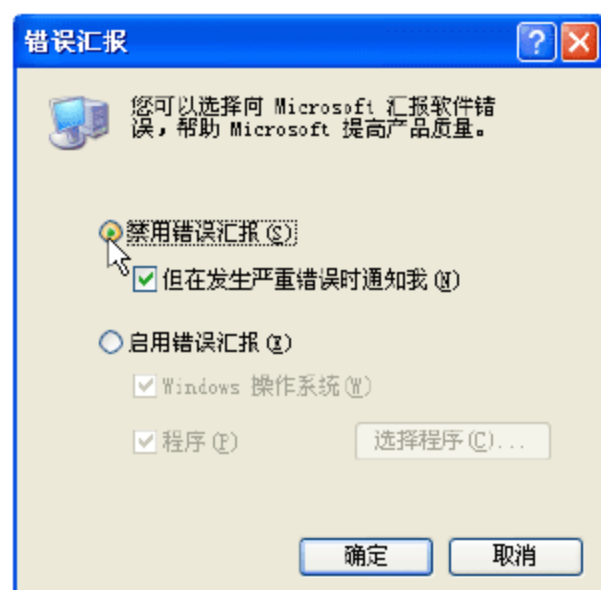 错误汇报
您可以选择向 Microsoft 汇报软件错
误，帮助 Microsoft 提高产品质量。
禁用错误汇报(S)
但在发生严重错误时通知我(N)
启用错误汇报(I)
Windows 操作系统(W)
程序(P)
选择程序(C)...
确定
取消